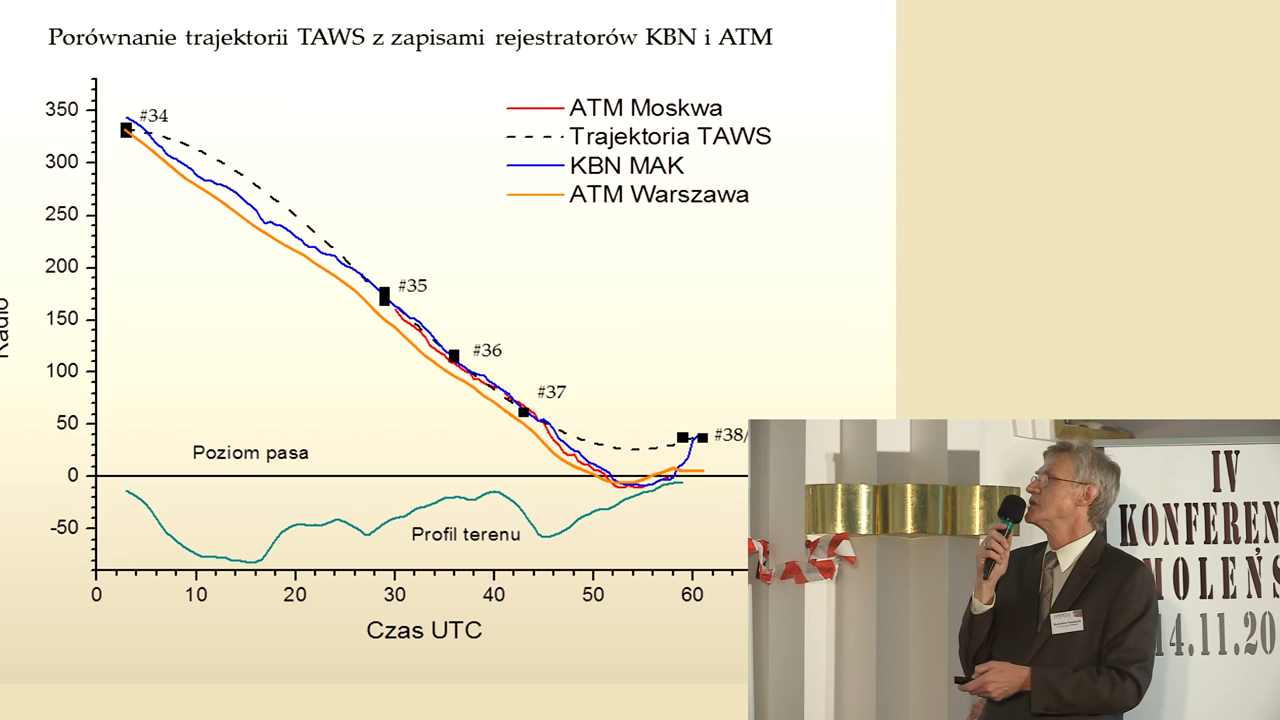 Porównanie trajektorii TAWS z zapisami rejestratorów KBN i ATM
ATM Moskwa
Trajektoria TAWS
KBN MAK
ATM Warszawa
350
300
250
200
150
100
50
0
-50
#34
#35
#36
#37
#38/
Poziom pasa
Profil terenu
0 10 20 30 40 50 60
Czas UTC
IV
KONFEREN
MOLEŃS
14.11.20